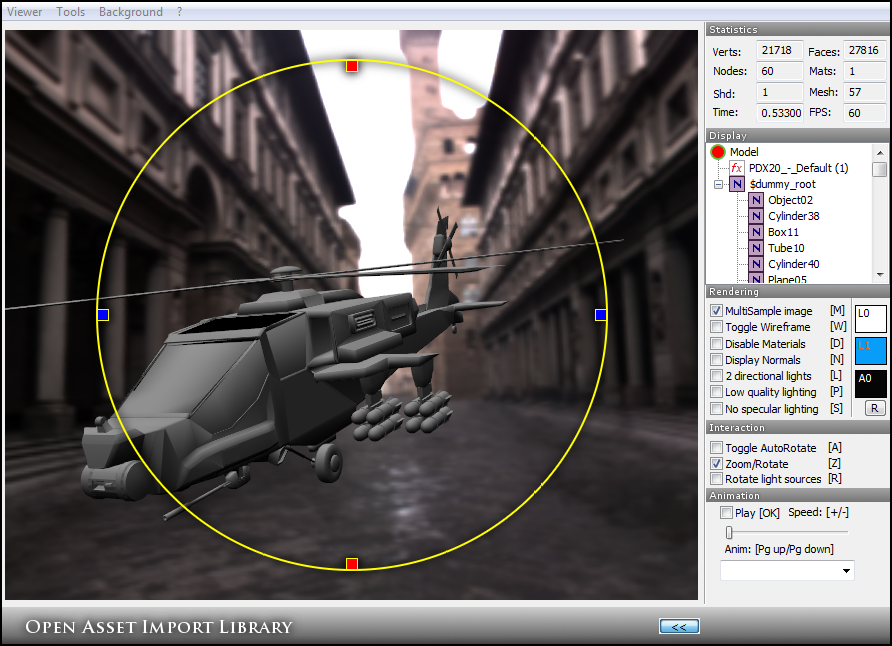 Viewer Tools Background ?
Statistics
Verts: 21718 Faces: 27816
Nodes: 60 Mats: 1
Shd: 1 Mesh: 57
Time: 0.53300 FPS: 60
Display
Model
fx PDX20_-_Default (1)
N $dummy_root
N Object02
N Cylinder38
N Box11
N Tube10
N Cylinder40
N Plane05
Rendering
MultiSample image [M] L0
Toggle Wireframe [W]
Disable Materials [D] L1
Display Normals [N]
2 directional lights [L] A0
Low quality lighting [P]
No specular lighting [S] R
Interaction
Toggle AutoRotate [A]
Zoom/Rotate [Z]
Rotate light sources [R]
Animation
Play [OK] Speed: [+/-]
Anim: [Pg up/Pg down]
Open Asset Import Library <<